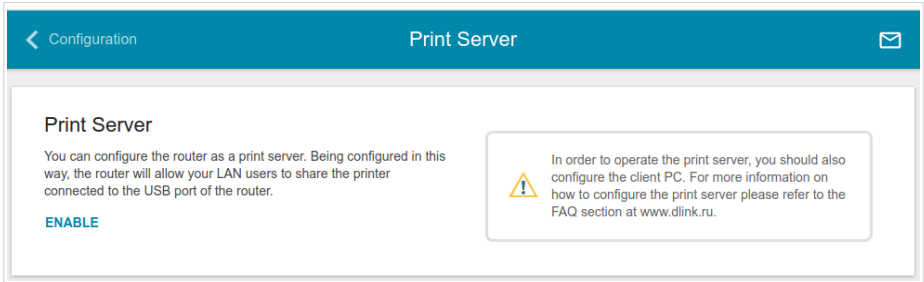 Configuration
Print Server
Print Server
You can configure the router as a print server. Being configured in this
way, the router will allow your LAN users to share the printer
connected to the USB port of the router.
ENABLE
In order to operate the print server, you should also
configure the client PC. For more information on
how to configure the print server please refer to the
FAQ section at www.dlink.ru.